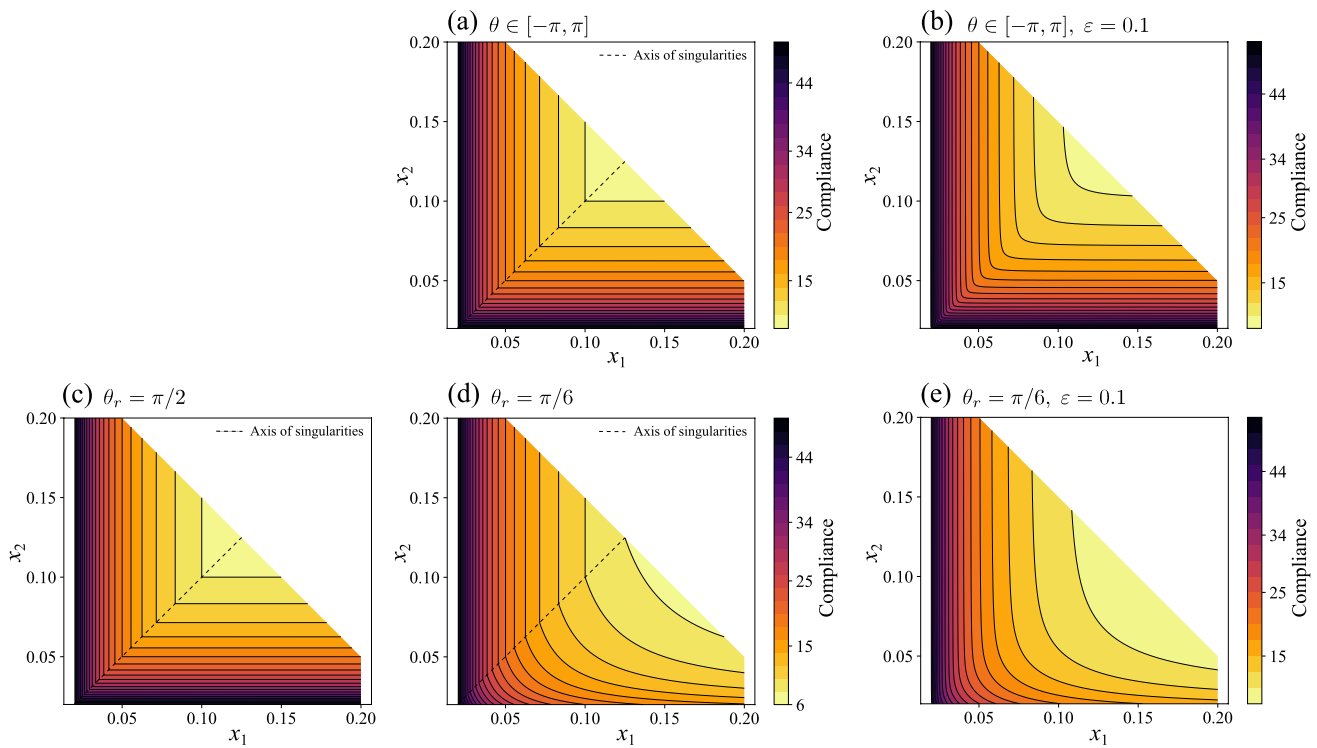 (a) θ ∈ [−π, π]
Axis of singularities
0.20
0.15
0.10
0.05
x₂
0.05 0.10 0.15 0.20
x₁
44
34
25
15
Compliance
(b) θ ∈ [−π, π], ε = 0.1
0.20
0.15
0.10
0.05
x₂
0.05 0.10 0.15 0.20
x₁
44
34
25
15
Compliance
(c) θᵣ = π/2
Axis of singularities
0.20
0.15
0.10
0.05
x₂
0.05 0.10 0.15 0.20
x₁
(d) θᵣ = π/6
Axis of singularities
0.20
0.15
0.10
0.05
x₂
0.05 0.10 0.15 0.20
x₁
44
34
25
15
6
Compliance
(e) θᵣ = π/6, ε = 0.1
0.20
0.15
0.10
0.05
x₂
0.05 0.10 0.15 0.20
x₁
44
34
25
15
Compliance